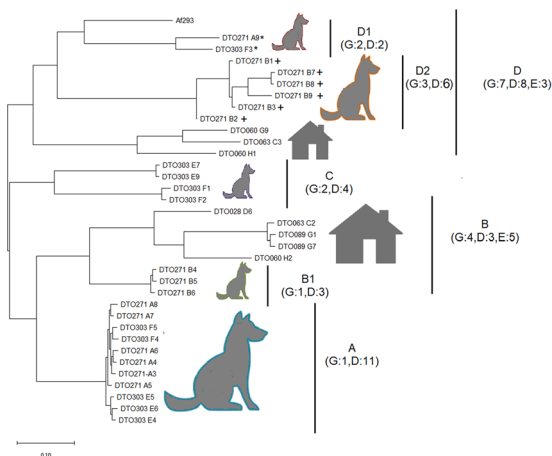 Af293
DTO271 A9*
DTO303 F3*
DTO271 B1+
DTO271 B7+
DTO271 B8+
DTO271 B9+
DTO271 B3+
DTO271 B2+
DTO060 G9
DTO063 C3
DTO060 H1
DTO303 E7
DTO303 E9
DTO303 F1
DTO303 F2
DTO028 D6
DTO063 C2
DTO089 G1
DTO089 G7
DTO060 H2
DTO271 B4
DTO271 B5
DTO271 B6
DTO271 A8
DTO271 A7
DTO303 F5
DTO303 F4
DTO271 A6
DTO271 A4
DTO271-A3
DTO271 A5
DTO303 E5
DTO303 E6
DTO303 E4
D1
(G:2,D:2)
D2
(G:3,D:6)
D
(G:7,D:8,E:3)
C
(G:2,D:4)
B
(G:4,D:3,E:5)
B1
(G:1,D:3)
A
(G:1,D:11)
0.10